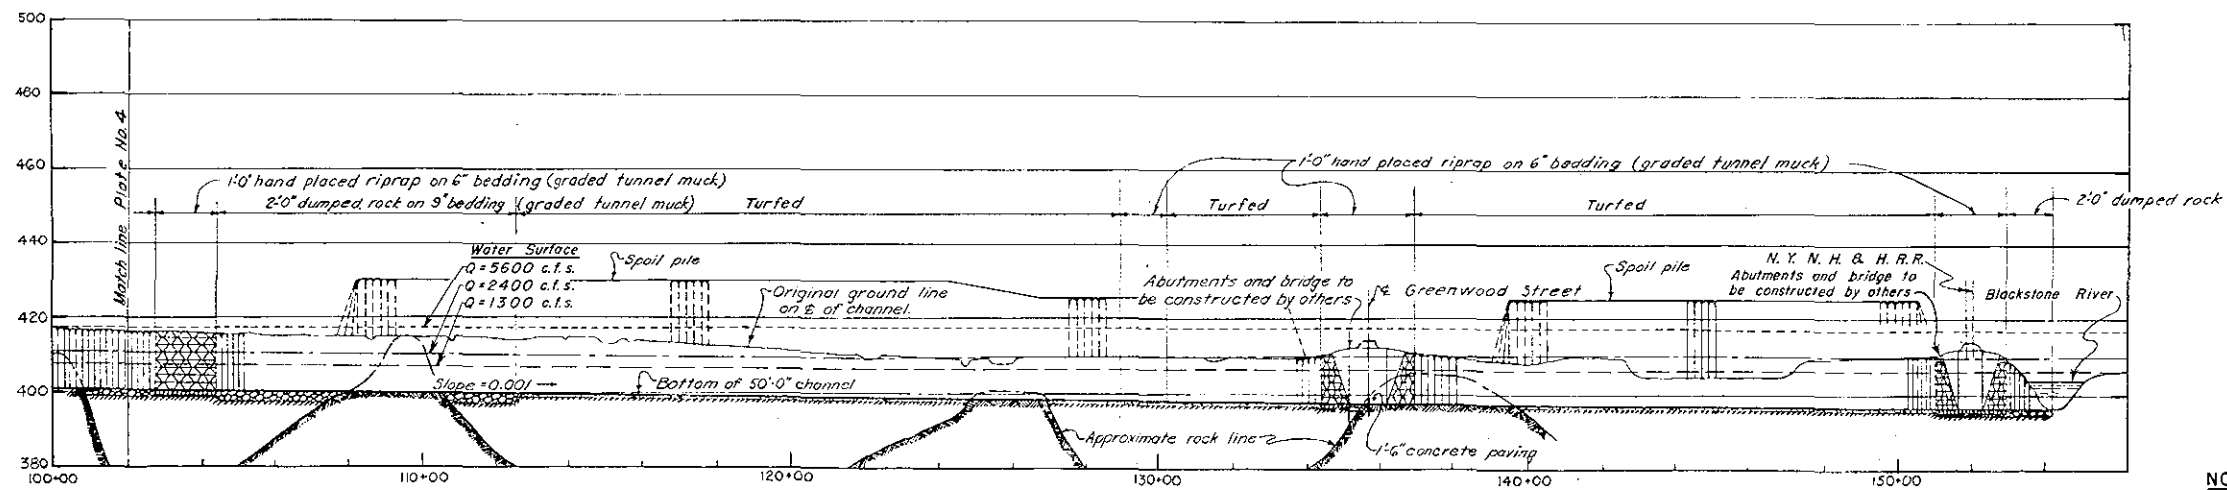 500
480
460
440
420
400
380
Match line Plate No. 4
1'-0" hand placed riprap on 6" bedding (graded tunnel muck)
2'-0" dumped rock on 9" bedding (graded tunnel muck)
Turfed
1'-0" hand placed riprap on 6" bedding (graded tunnel muck)
Turfed
Turfed
2'-0" dumped rock
Water Surface
Q = 5600 c.f.s.
Q = 2400 c.f.s.
Q = 1300 c.f.s.
Spoil pile
Original ground line
on ℄ of channel.
Abutments and bridge to
be constructed by others
℄ Greenwood Street
Spoil pile
N. Y. N. H. & H. R.R.
Abutments and bridge to
be constructed by others
Blackstone River
Slope = 0.001
Bottom of 50'-0" channel
Approximate rock line
1'-6" concrete paving
100+00
110+00
120+00
130+00
140+00
150+00
NO